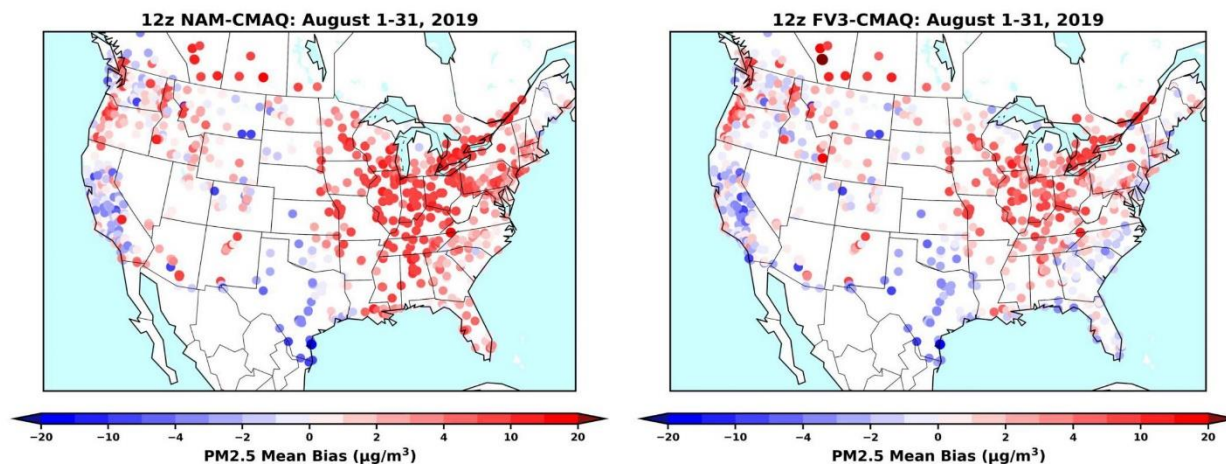 12z NAM-CMAQ: August 1-31, 2019
−20 −10 −4 −2 0 2 4 10 20
PM2.5 Mean Bias (μg/m³)
12z FV3-CMAQ: August 1-31, 2019
−20 −10 −4 −2 0 2 4 10 20
PM2.5 Mean Bias (μg/m³)